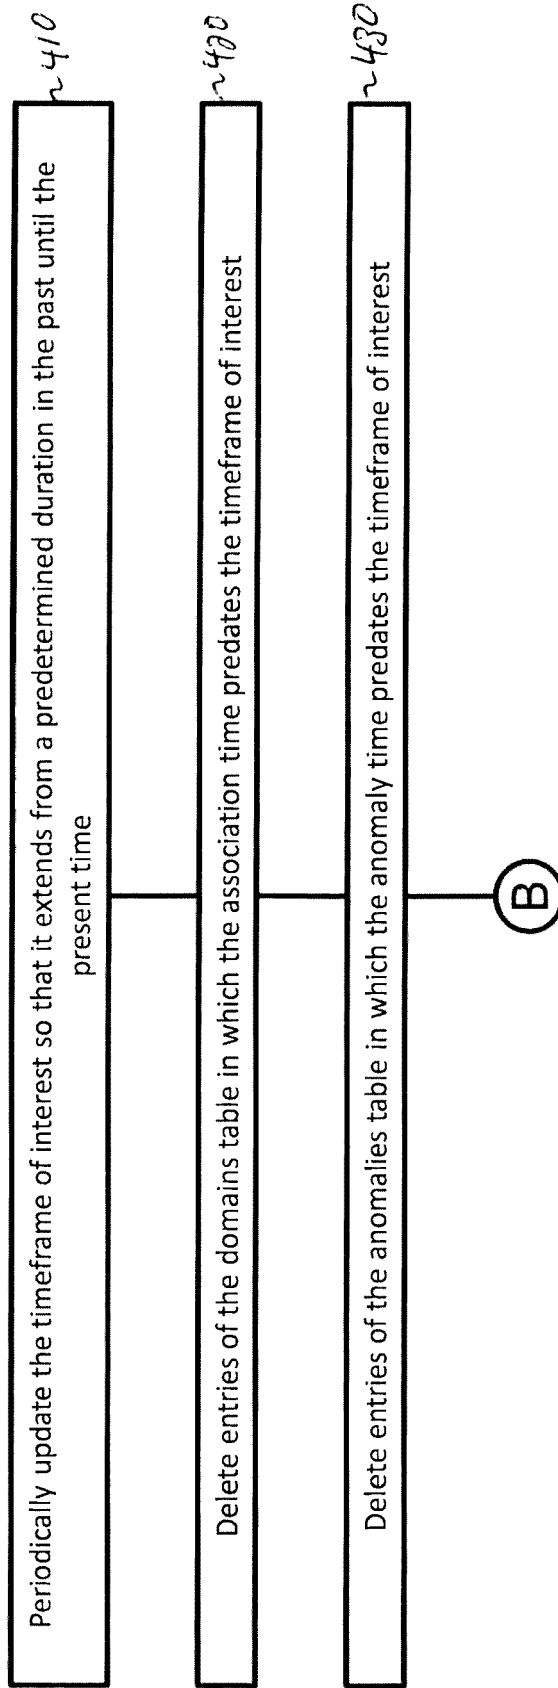 Periodically update the timeframe of interest so that it extends from a predetermined duration in the past until the
present time
~410
Delete entries of the domains table in which the association time predates the timeframe of interest
~420
Delete entries of the anomalies table in which the anomaly time predates the timeframe of interest
~430
B